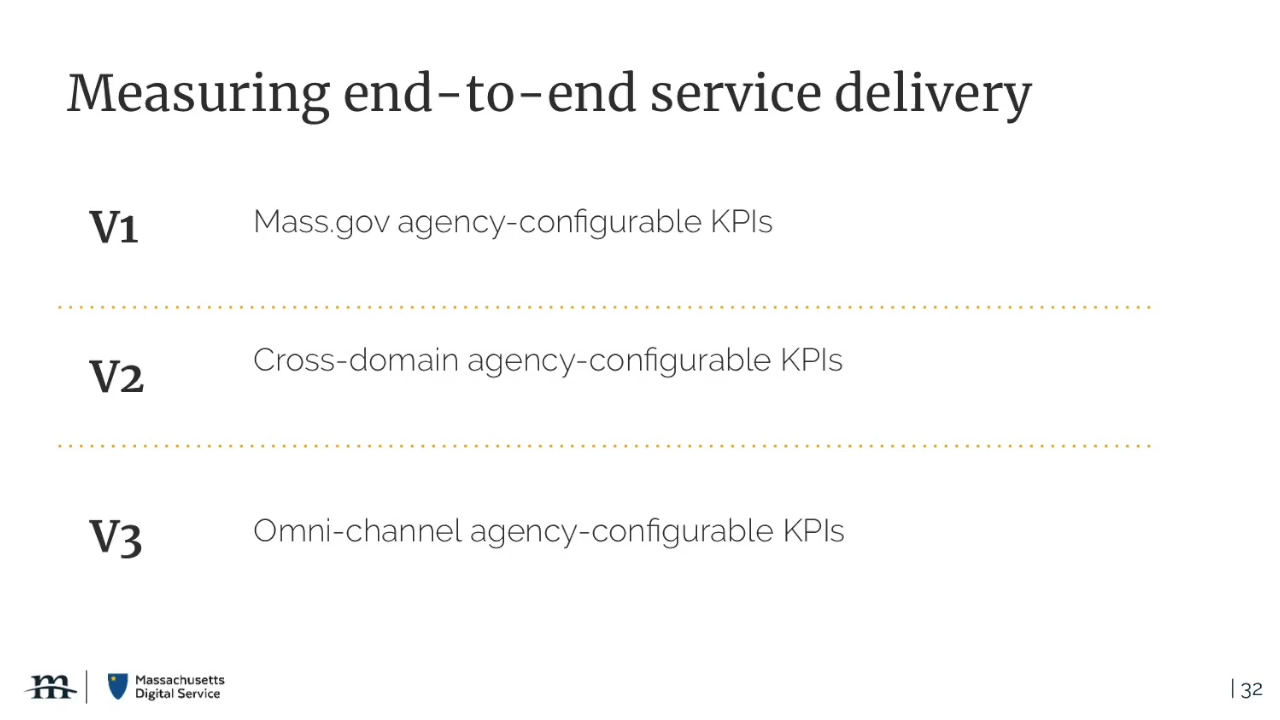 Measuring end-to-end service delivery
V1
Mass.gov agency-configurable KPIs
V2
Cross-domain agency-configurable KPIs
V3
Omni-channel agency-configurable KPIs
m
Massachusetts
Digital Service
| 32